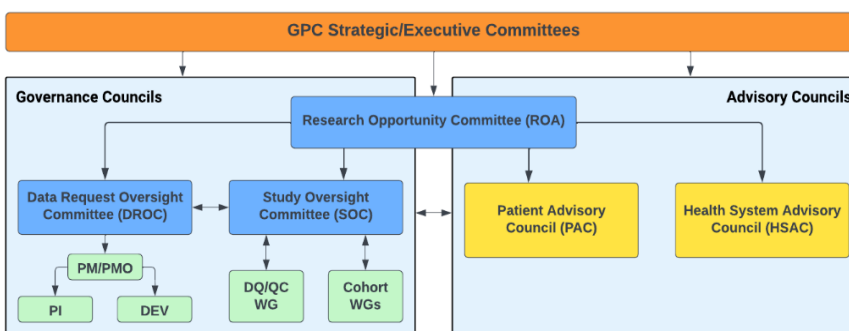 GPC Strategic/Executive Committees
Governance Councils
Advisory Councils
Research Opportunity Committee (ROA)
Data Request Oversight
Committee (DROC)
Study Oversight
Committee (SOC)
Patient Advisory
Council (PAC)
Health System Advisory
Council (HSAC)
PM/PMO
PI
DEV
DQ/QC
WG
Cohort
WGs